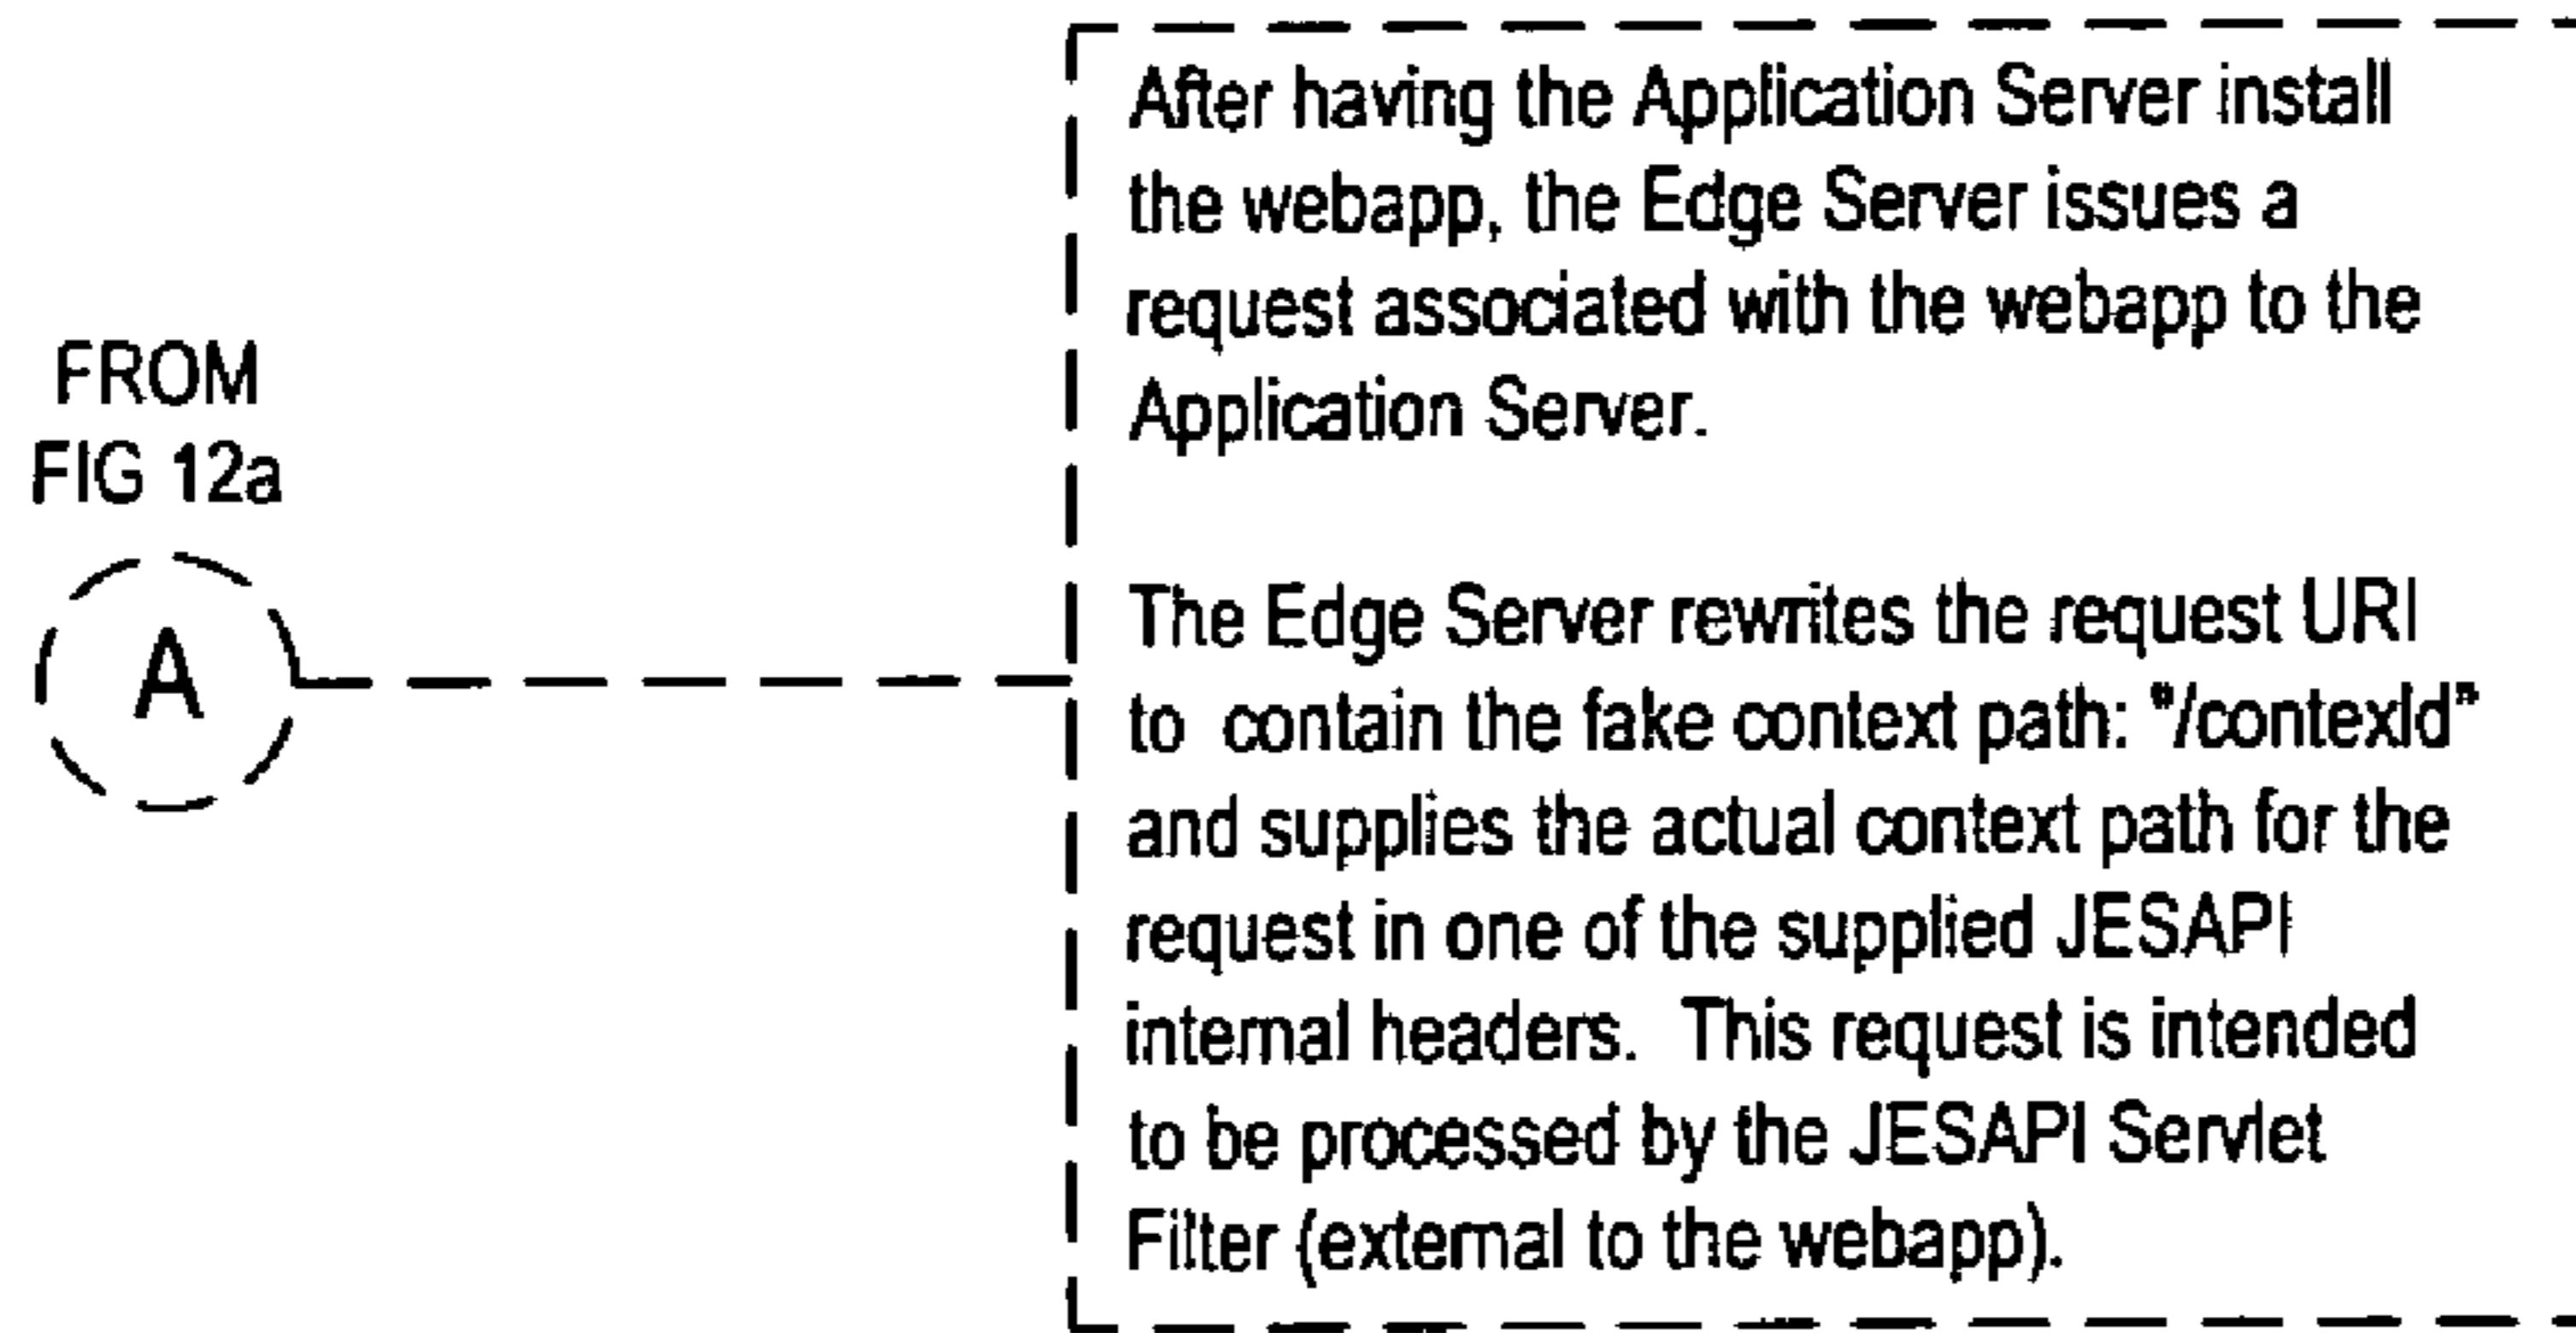 FROM
FIG 12a
A
After having the Application Server install
the webapp, the Edge Server issues a
request associated with the webapp to the
Application Server.
The Edge Server rewrites the request URI
to contain the fake context path: "/contexId"
and supplies the actual context path for the
request in one of the supplied JESAPI
internal headers. This request is intended
to be processed by the JESAPI Servlet
Filter (external to the webapp).